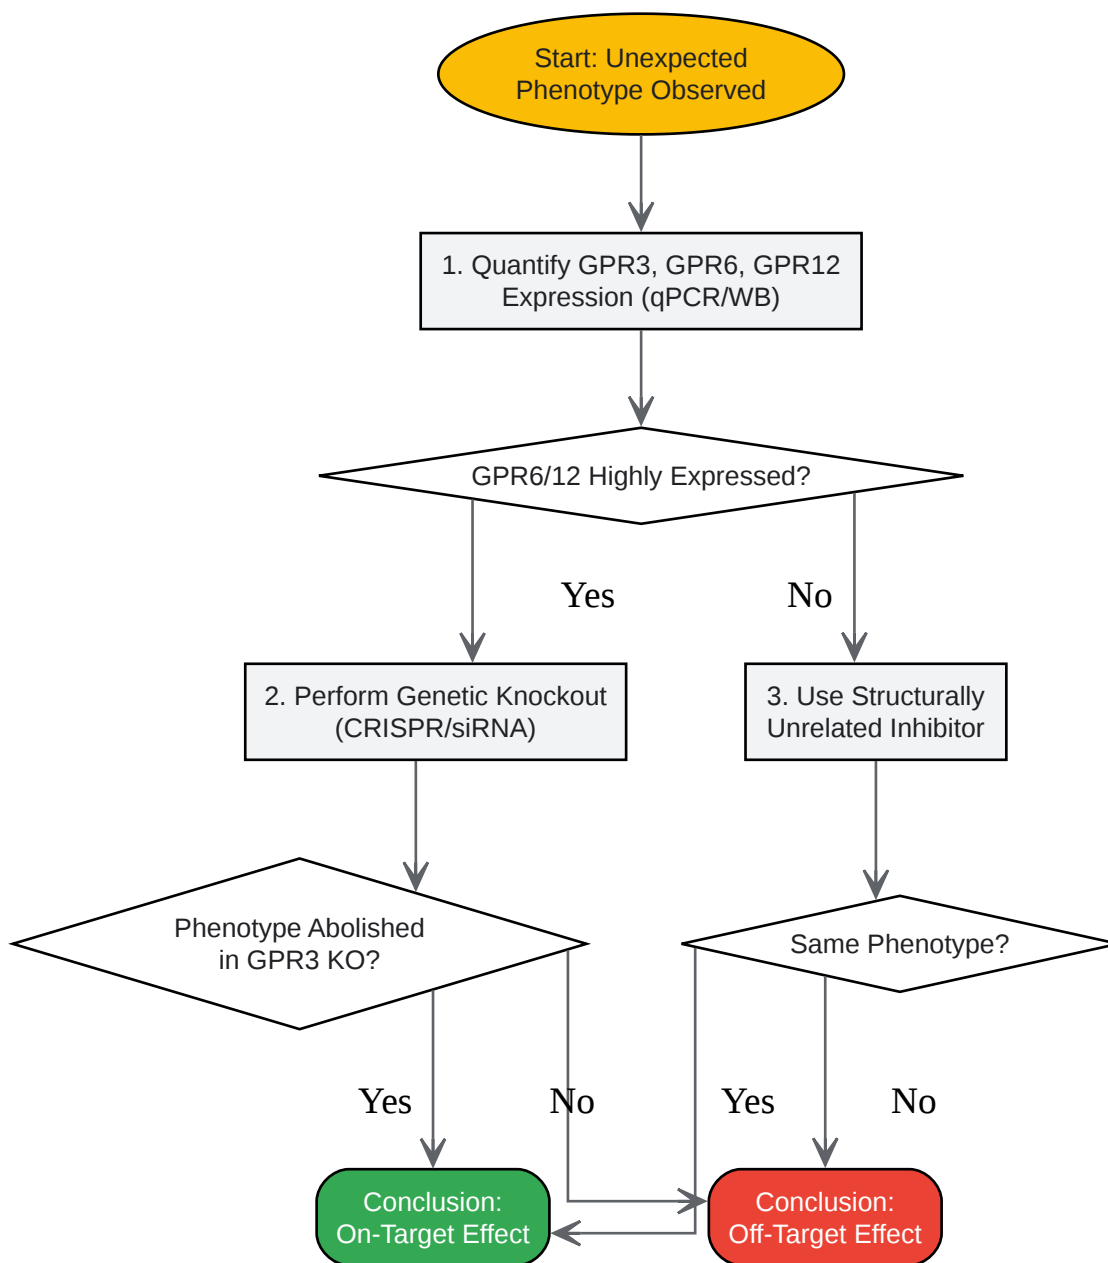 Start: Unexpected
Phenotype Observed
1. Quantify GPR3, GPR6, GPR12
Expression (qPCR/WB)
GPR6/12 Highly Expressed?
Yes
No
2. Perform Genetic Knockout
(CRISPR/siRNA)
3. Use Structurally
Unrelated Inhibitor
Phenotype Abolished
in GPR3 KO?
Same Phenotype?
Yes
No
Yes
No
Conclusion:
On-Target Effect
Conclusion:
Off-Target Effect